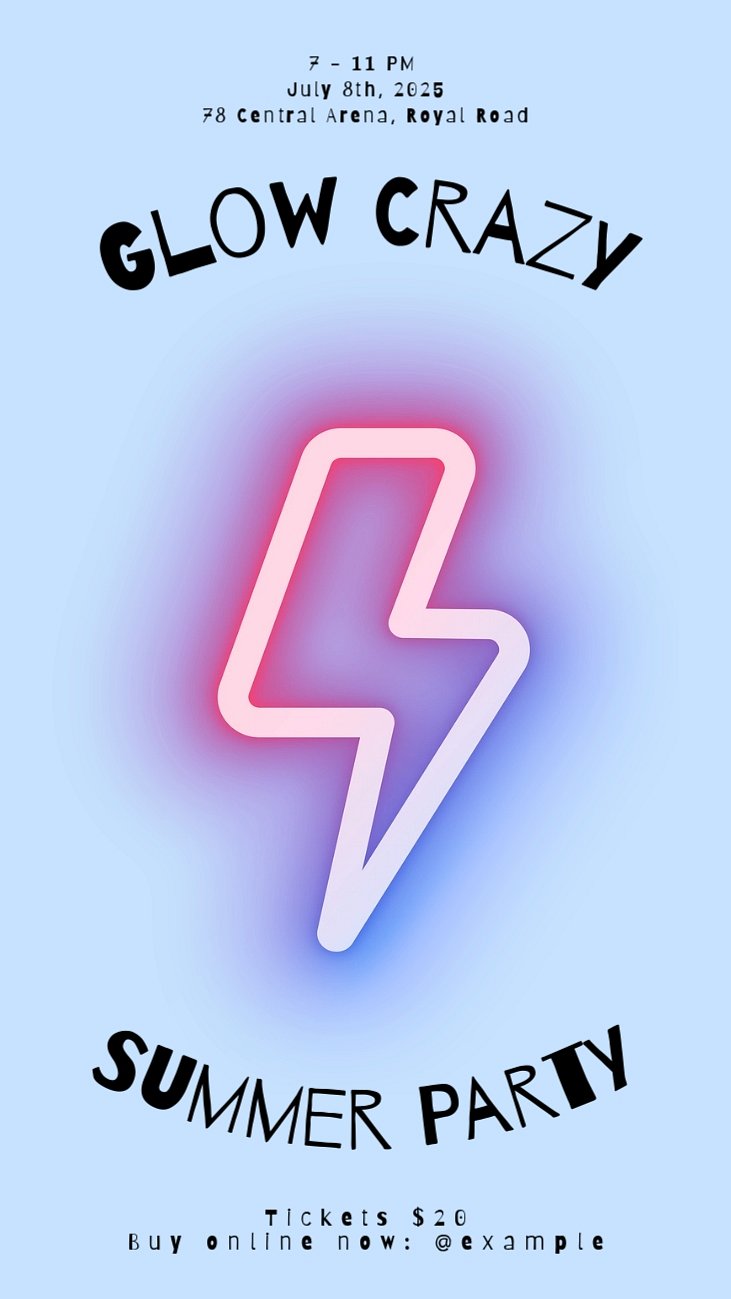 7 - 11 PM
July 8th, 2025
78 Central Arena, Royal Road
GLOW CRAZY
SUMMER PARTY
Tickets $20
Buy online now: @example